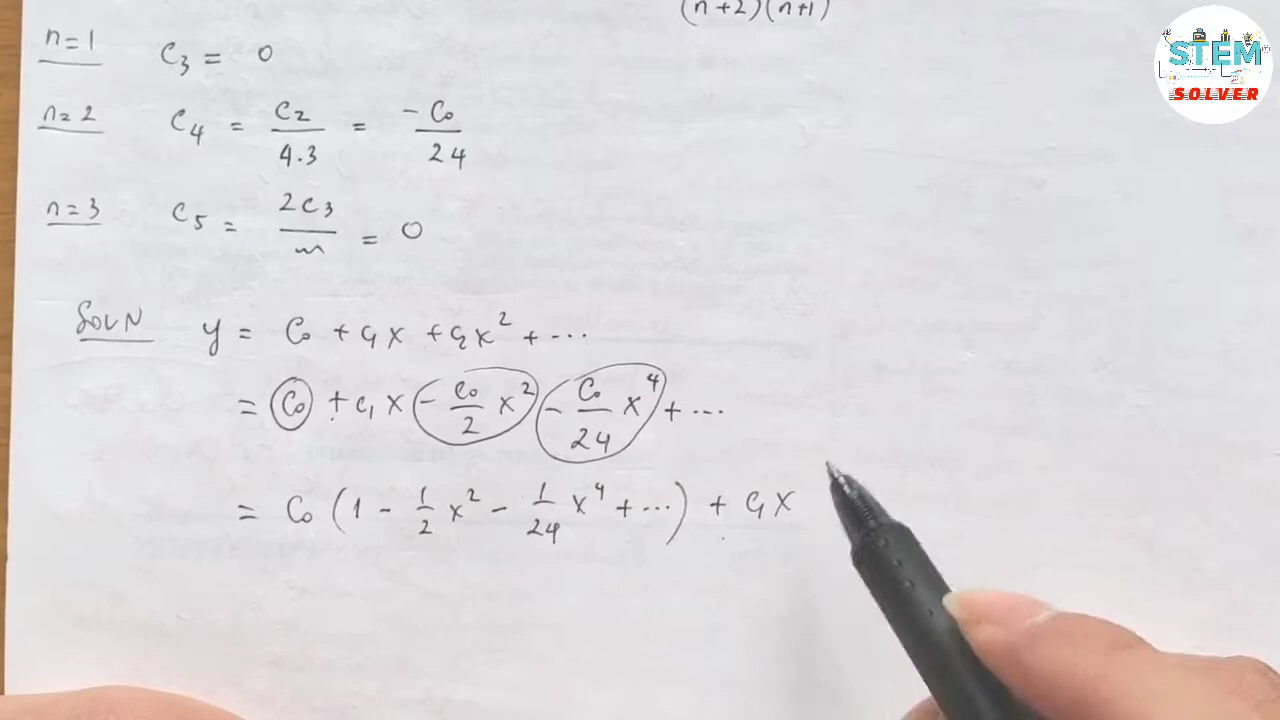 (n+2)(n+1)
STEM
SOLVER
n=1 C₃ = 0
n=2 C₄ = C₂/4.3 = -C₀/24
n=3 C₅ = 2C₃/m = 0
SOLN y = C₀ + C₁x + C₂x² + ...
= C₀ + C₁x - C₀/2 x² - C₀/24 x⁴ + ...
= C₀ (1 - 1/2 x² - 1/24 x⁴ + ...) + C₁x